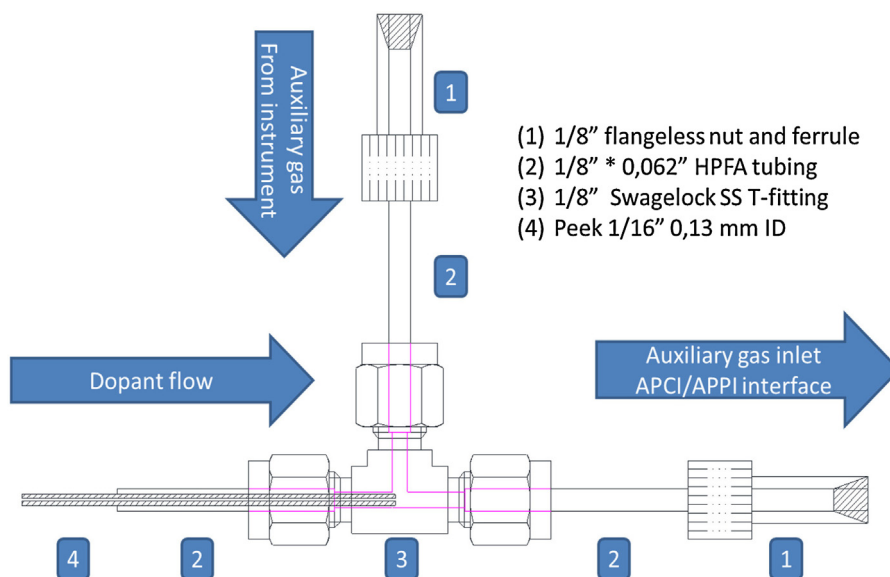 Auxiliary gas
From instrument
1
(1) 1/8” flangeless nut and ferrule
(2) 1/8” * 0,062” HPFA tubing
(3) 1/8” Swagelock SS T-fitting
(4) Peek 1/16” 0,13 mm ID
2
Dopant flow
Auxiliary gas inlet
APCI/APPI interface
4
2
3
2
1